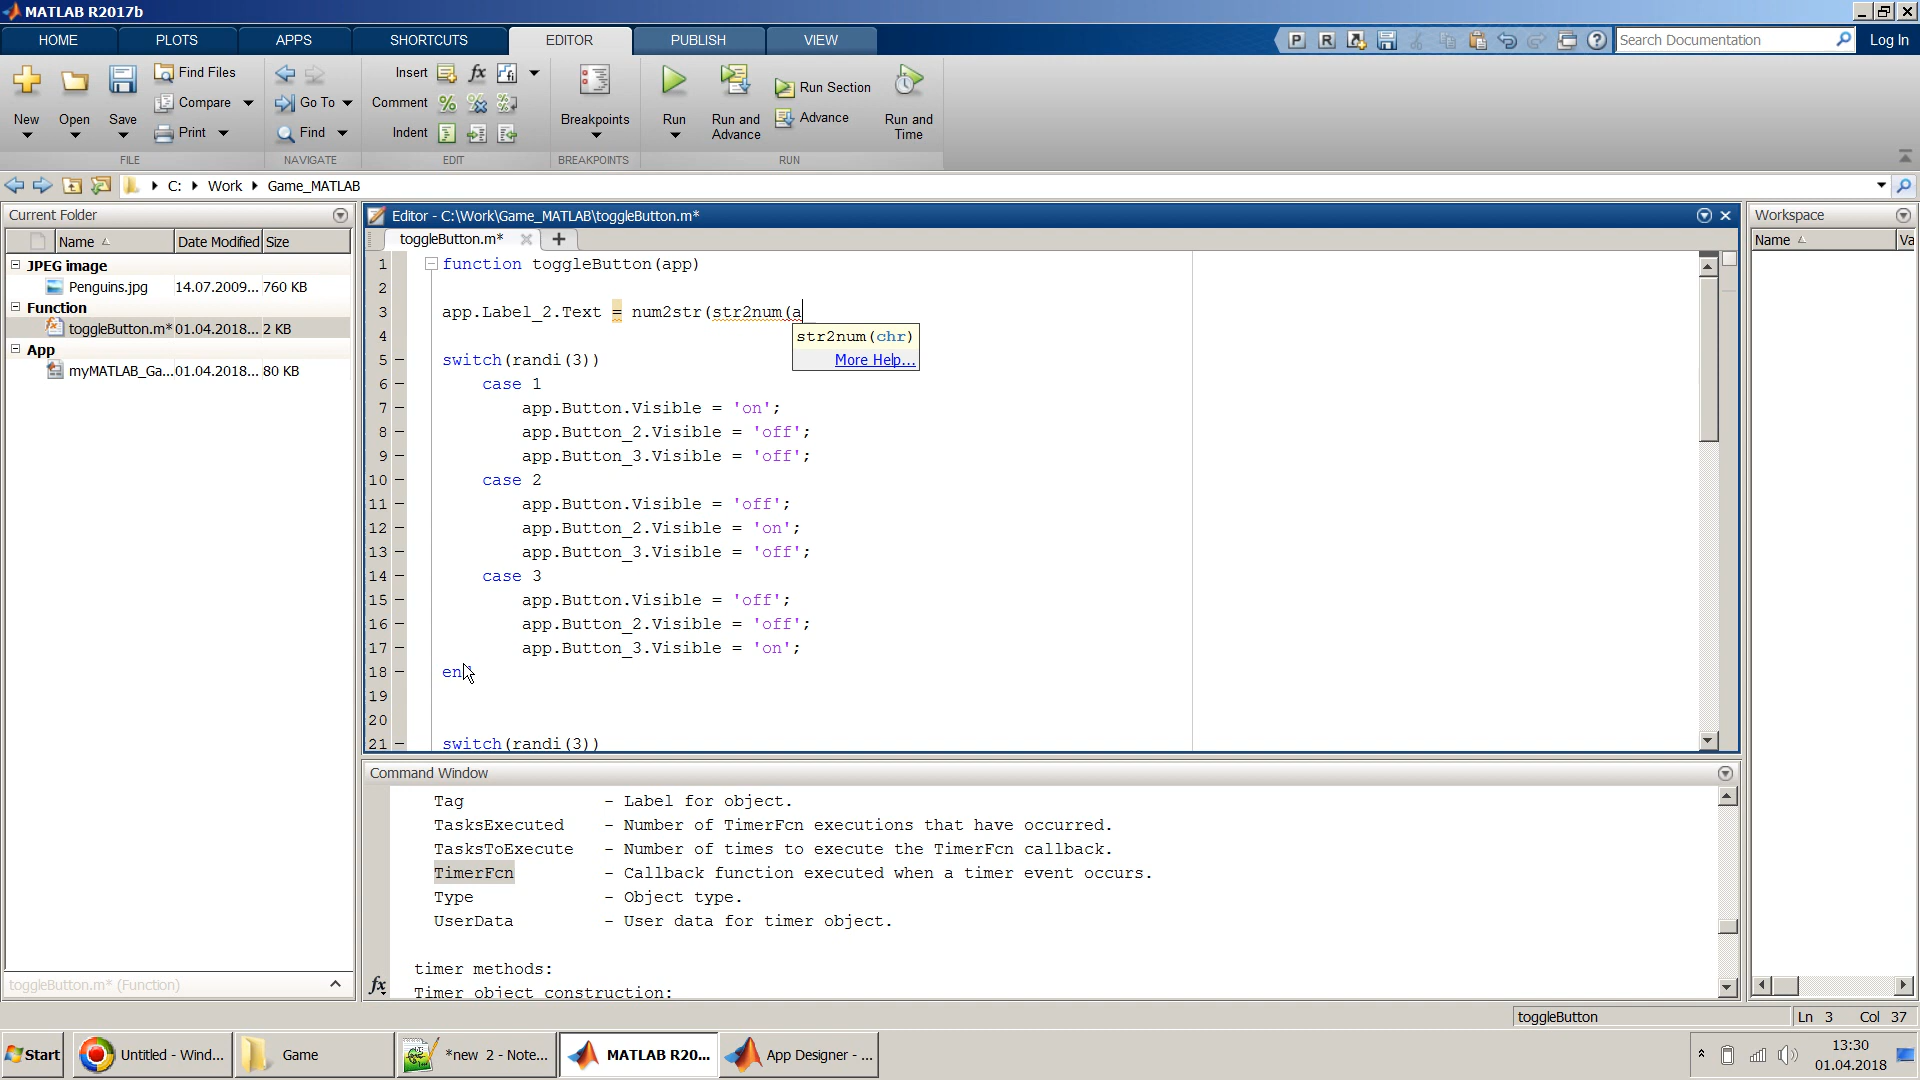 MATLAB R2017b
HOME PLOTS APPS SHORTCUTS EDITOR PUBLISH VIEW
Search Documentation Log In
New Open Save Find Files Compare Print
Go To Find
Insert Comment Indent
Breakpoints
Run Run and Advance Run Section Advance Run and Time
FILE NAVIGATE EDIT BREAKPOINTS RUN
C: Work Game_MATLAB
Current Folder
Name Date Modified Size
JPEG image
Penguins.jpg 14.07.2009... 760 KB
Function
toggleButton.m* 01.04.2018... 2 KB
App
myMATLAB_Ga... 01.04.2018... 80 KB
toggleButton.m* (Function)
Editor - C:\Work\Game_MATLAB\toggleButton.m*
toggleButton.m*
1 function toggleButton(app)
2
3 app.Label_2.Text = num2str(str2num(a
str2num(chr)
More Help...
4
5 switch(randi(3))
6 case 1
7 app.Button.Visible = 'on';
8 app.Button_2.Visible = 'off';
9 app.Button_3.Visible = 'off';
10 case 2
11 app.Button.Visible = 'off';
12 app.Button_2.Visible = 'on';
13 app.Button_3.Visible = 'off';
14 case 3
15 app.Button.Visible = 'off';
16 app.Button_2.Visible = 'off';
17 app.Button_3.Visible = 'on';
18 end
19
20
21 switch(randi(3))
Command Window
Tag - Label for object.
TasksExecuted - Number of TimerFcn executions that have occurred.
TasksToExecute - Number of times to execute the TimerFcn callback.
TimerFcn - Callback function executed when a timer event occurs.
Type - Object type.
UserData - User data for timer object.
timer methods:
Timer object construction:
fx
Workspace
Name Va
toggleButton Ln 3 Col 37
Start Untitled - Wind... Game *new 2 - Note... MATLAB R20... App Designer - ...
13:30
01.04.2018